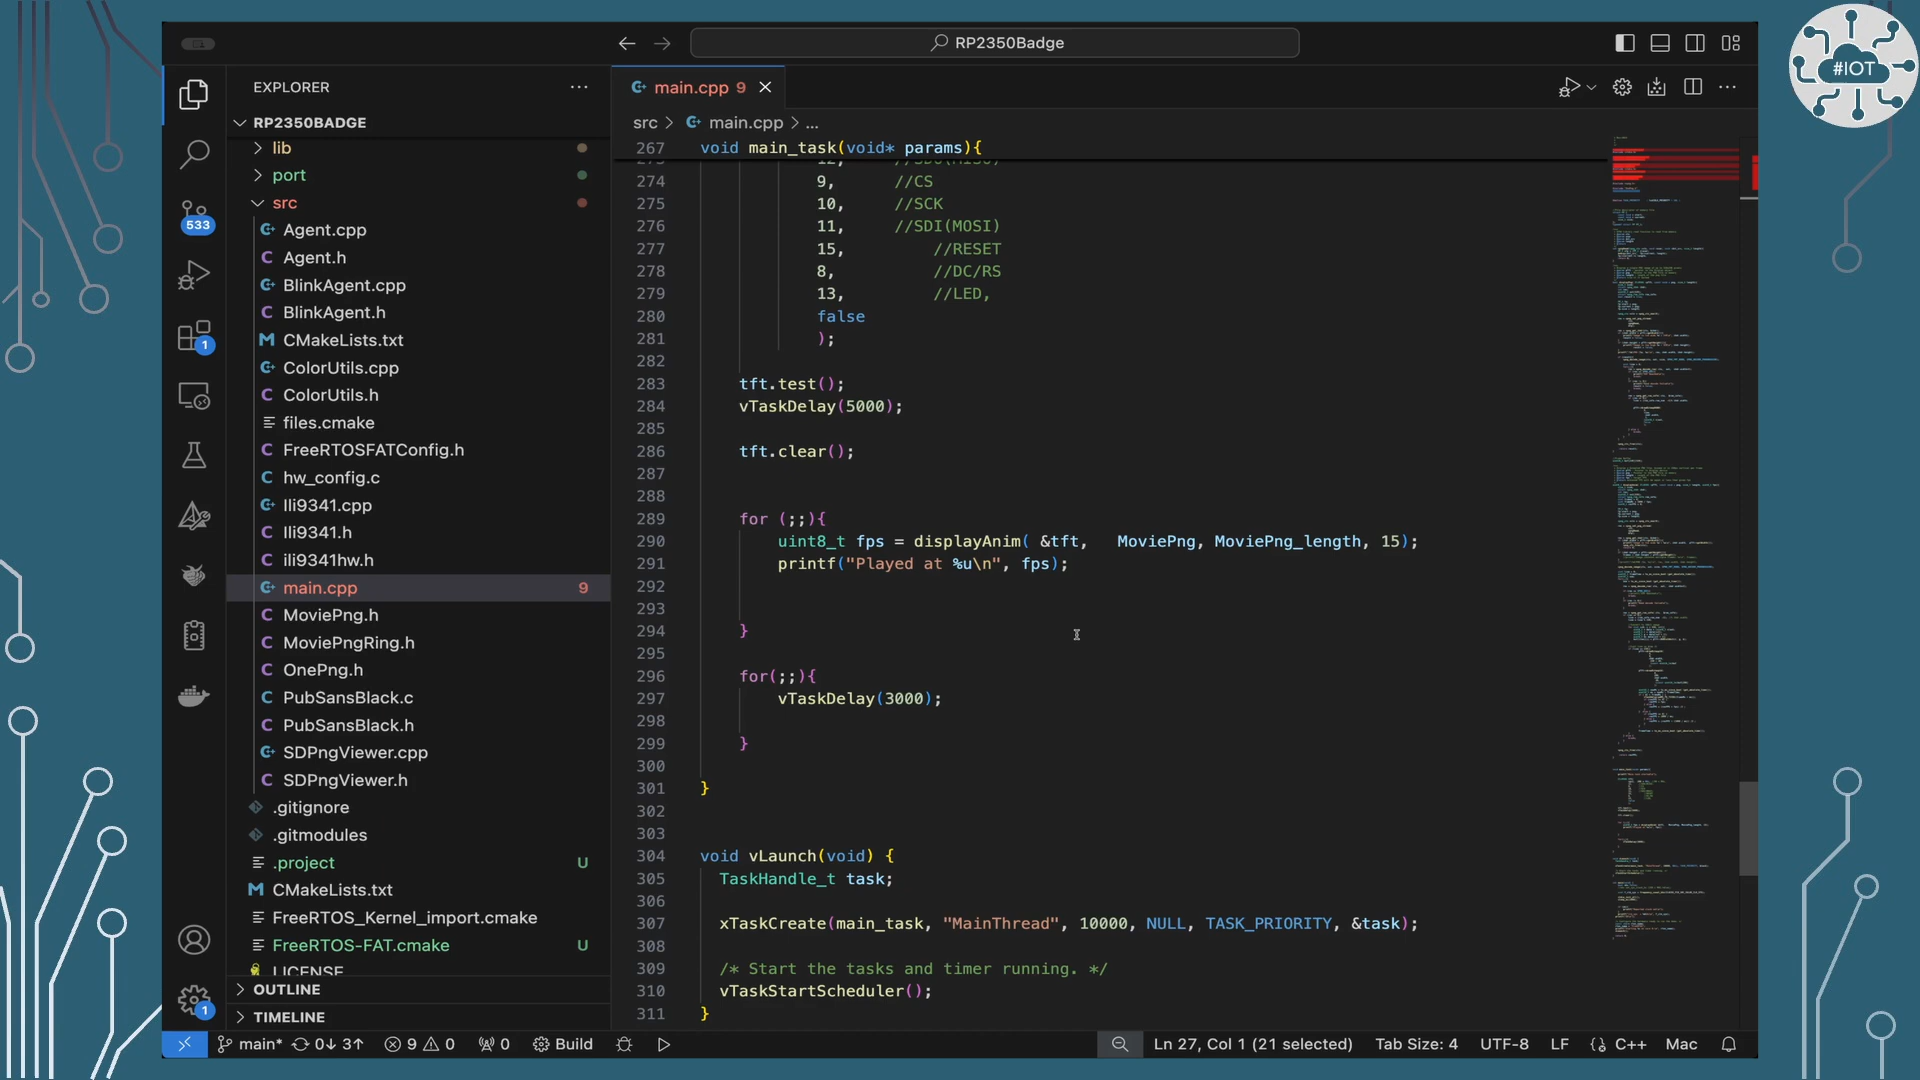 RP2350Badge
#IOT
EXPLORER
main.cpp 9
RP2350BADGE
src > main.cpp > ...
lib
port
src
533
Agent.cpp
Agent.h
BlinkAgent.cpp
BlinkAgent.h
1
CMakeLists.txt
ColorUtils.cpp
ColorUtils.h
files.cmake
FreeRTOSFATConfig.h
hw_config.c
Ili9341.cpp
Ili9341.h
ili9341hw.h
main.cpp 9
MoviePng.h
MoviePngRing.h
OnePng.h
PubSansBlack.c
PubSansBlack.h
SDPngViewer.cpp
SDPngViewer.h
.gitignore
.gitmodules
.project U
CMakeLists.txt
FreeRTOS_Kernel_import.cmake
FreeRTOS-FAT.cmake U
LICENSE
OUTLINE
TIMELINE
1
267 void main_task(void* params){
274 9, //CS
275 10, //SCK
276 11, //SDI(MOSI)
277 15, //RESET
278 8, //DC/RS
279 13, //LED,
280 false
281 );
282
283 tft.test();
284 vTaskDelay(5000);
285
286 tft.clear();
287
288
289 for (;;){
290 uint8_t fps = displayAnim( &tft, MoviePng, MoviePng_length, 15);
291 printf("Played at %u\n", fps);
292
293
294 }
295
296 for(;;){
297 vTaskDelay(3000);
298
299 }
300
301 }
302
303
304 void vLaunch(void) {
305 TaskHandle_t task;
306
307 xTaskCreate(main_task, "MainThread", 10000, NULL, TASK_PRIORITY, &task);
308
309 /* Start the tasks and timer running. */
310 vTaskStartScheduler();
311 }
main* 0↓ 3↑ 9 0 0 Build Ln 27, Col 1 (21 selected) Tab Size: 4 UTF-8 LF C++ Mac